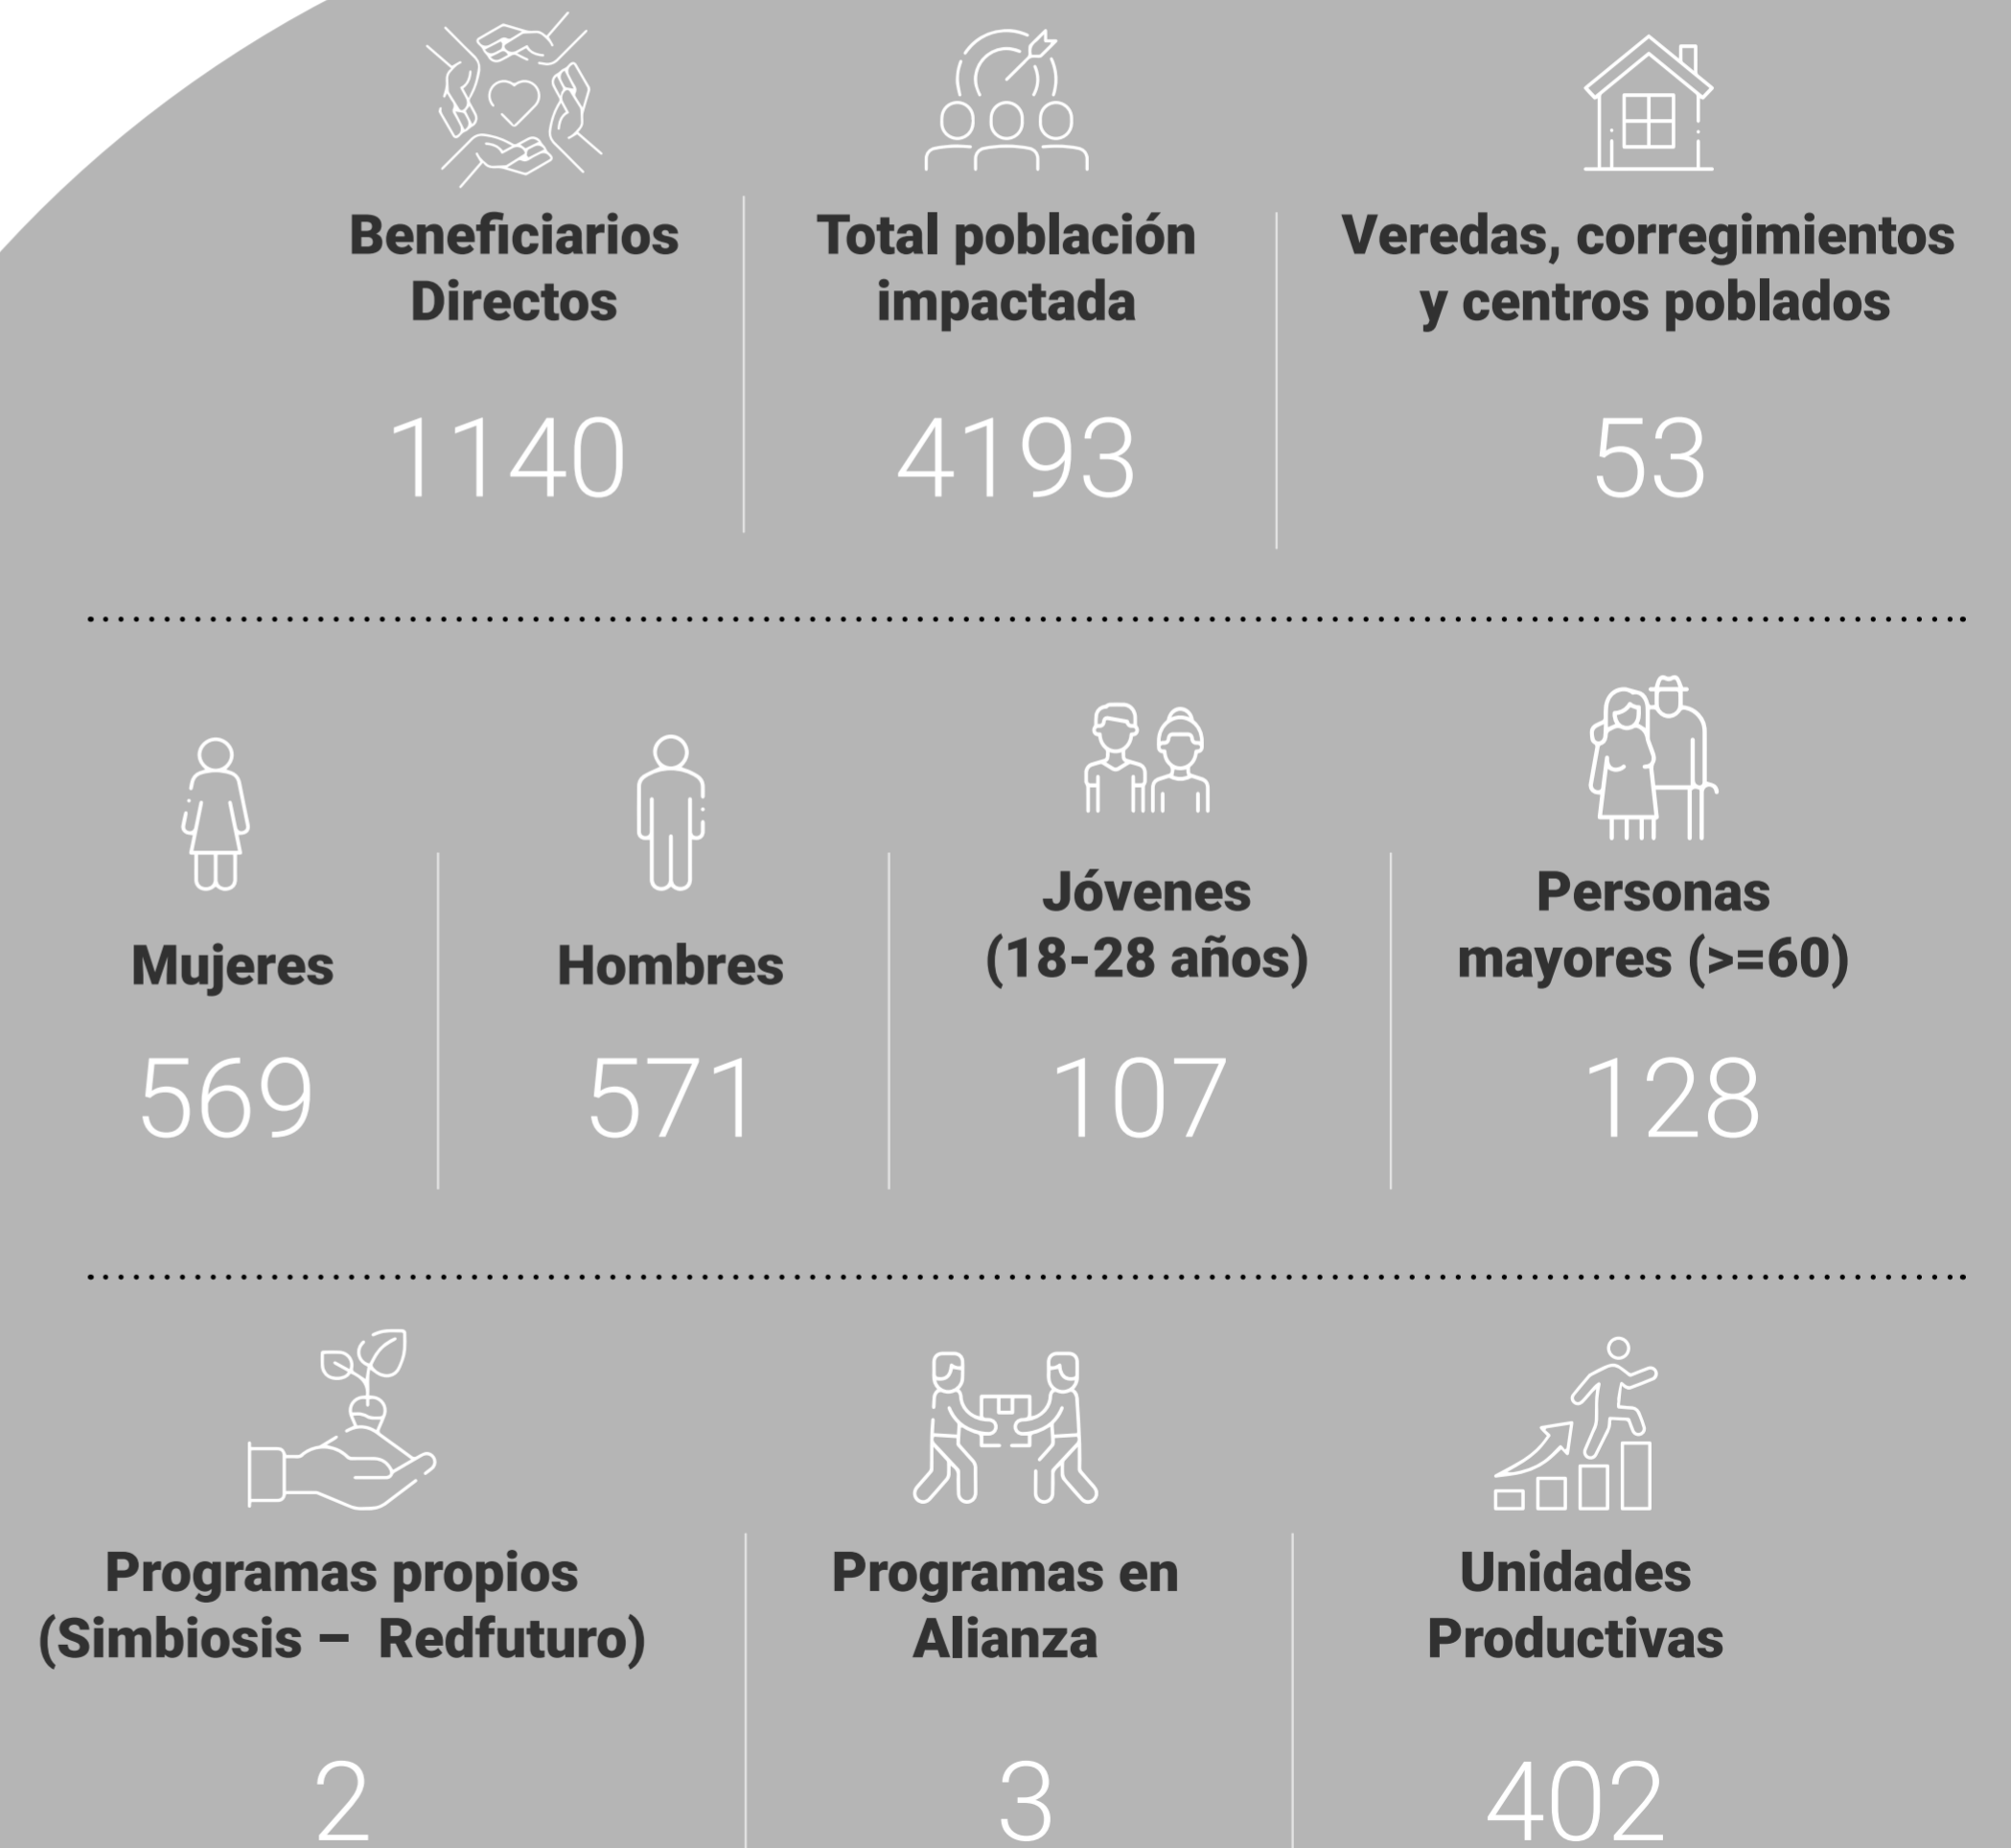 Beneficiarios
Directos
1140
Total población
impactada
4193
Veredas, corregimientos
y centros poblados
53
Mujeres
569
Hombres
571
Jóvenes
(18-28 años)
107
Personas
mayores (>=60)
128
Programas propios
(Simbiosis – Redfuturo)
2
Programas en
Alianza
3
Unidades
Productivas
402